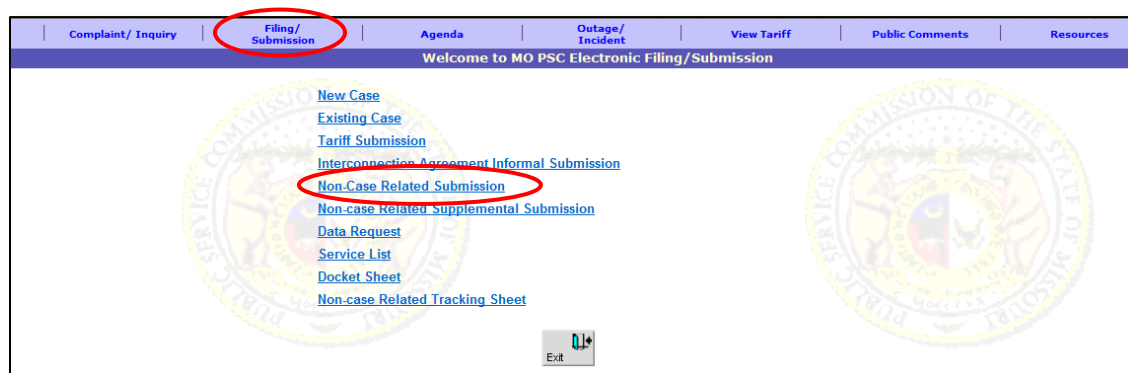 Complaint/ Inquiry
Filing/
Submission
Agenda
Outage/
Incident
View Tariff
Public Comments
Resources
Welcome to MO PSC Electronic Filing/Submission
New Case
Existing Case
Tariff Submission
Interconnection Agreement Informal Submission
Non-Case Related Submission
Non-case Related Supplemental Submission
Data Request
Service List
Docket Sheet
Non-case Related Tracking Sheet
Exit